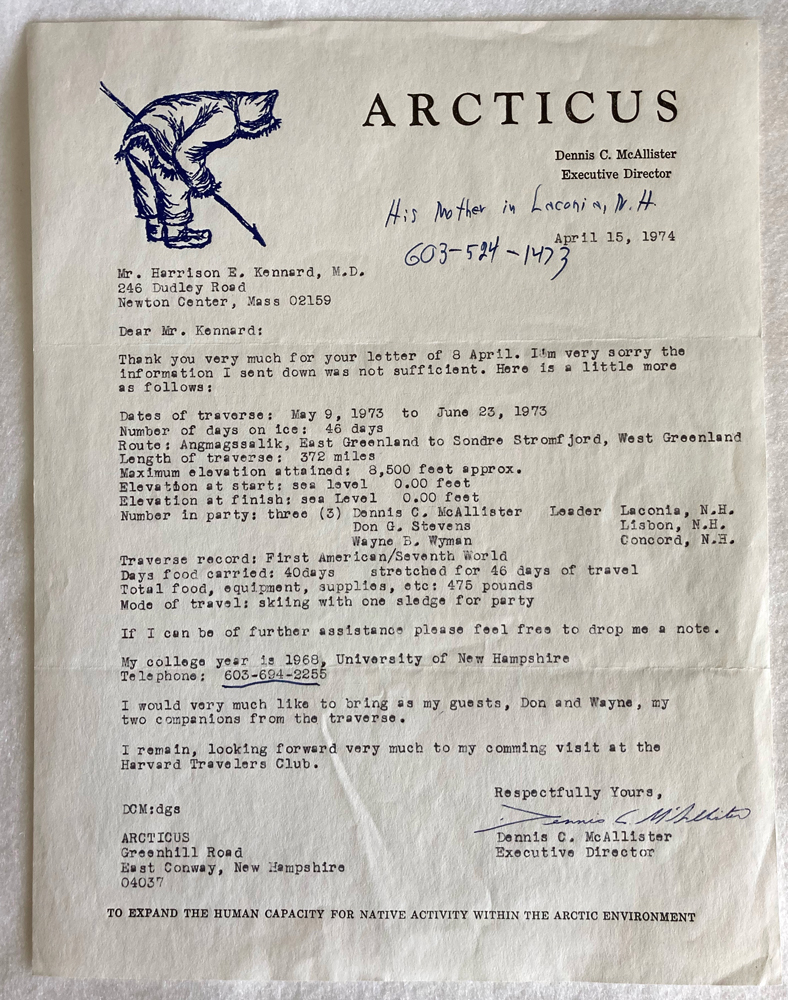 ARCTICUS
Dennis C. McAllister
Executive Director
His Mother in Laconia, N.H.
603-524-1473
April 15, 1974
Mr. Harrison E. Kennard, M.D.
246 Dudley Road
Newton Center, Mass 02159
Dear Mr. Kennard:
Thank you very much for your letter of 8 April. I'm very sorry the
information I sent down was not sufficient. Here is a little more
as follows:
Dates of traverse: May 9, 1973 to June 23, 1973
Number of days on ice: 46 days
Route: Angmagssalik, East Greenland to Sondre Stromfjord, West Greenland
Length of traverse: 372 miles
Maximum elevation attained: 8,500 feet approx.
Elevation at start: sea level 0.00 feet
Elevation at finish: sea Level 0.00 feet
Number in party: three (3) Dennis C. McAllister Leader Laconia, N.H.
Don G. Stevens Lisbon, N.H.
Wayne B. Wyman Concord, N.H.
Traverse record: First American/Seventh World
Days food carried: 40days stretched for 46 days of travel
Total food, equipment, supplies, etc: 475 pounds
Mode of travel: skiing with one sledge for party
If I can be of further assistance please feel free to drop me a note.
My college year is 1968, University of New Hampshire
Telephone: 603-694-2255
I would very much like to bring as my guests, Don and Wayne, my
two companions from the traverse.
I remain, looking forward very much to my comming visit at the
Harvard Travelers Club.
Respectfully Yours,
Dennis C McAllister
DCM:dgs
Dennis C. McAllister
Executive Director
ARCTICUS
Greenhill Road
East Conway, New Hampshire
04037
TO EXPAND THE HUMAN CAPACITY FOR NATIVE ACTIVITY WITHIN THE ARCTIC ENVIRONMENT